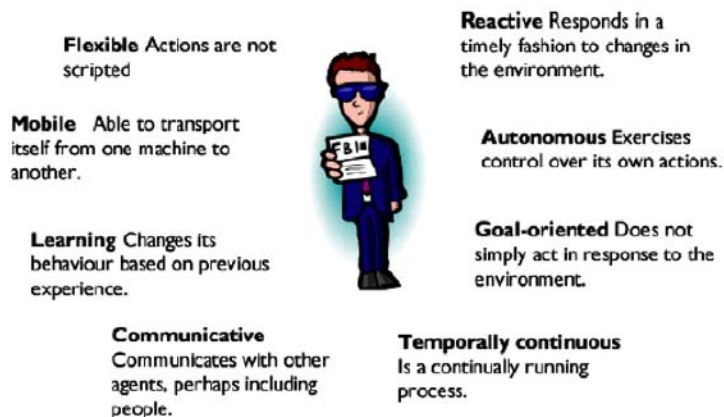 Flexible Actions are not
scripted
Mobile Able to transport
itself from one machine to
another.
Learning Changes its
behaviour based on previous
experience.
Communicative
Communicates with other
agents, perhaps including
people.
FBI
Reactive Responds in a
timely fashion to changes in
the environment.
Autonomous Exercises
control over its own actions.
Goal-oriented Does not
simply act in response to the
environment.
Temporally continuous
Is a continually running
process.